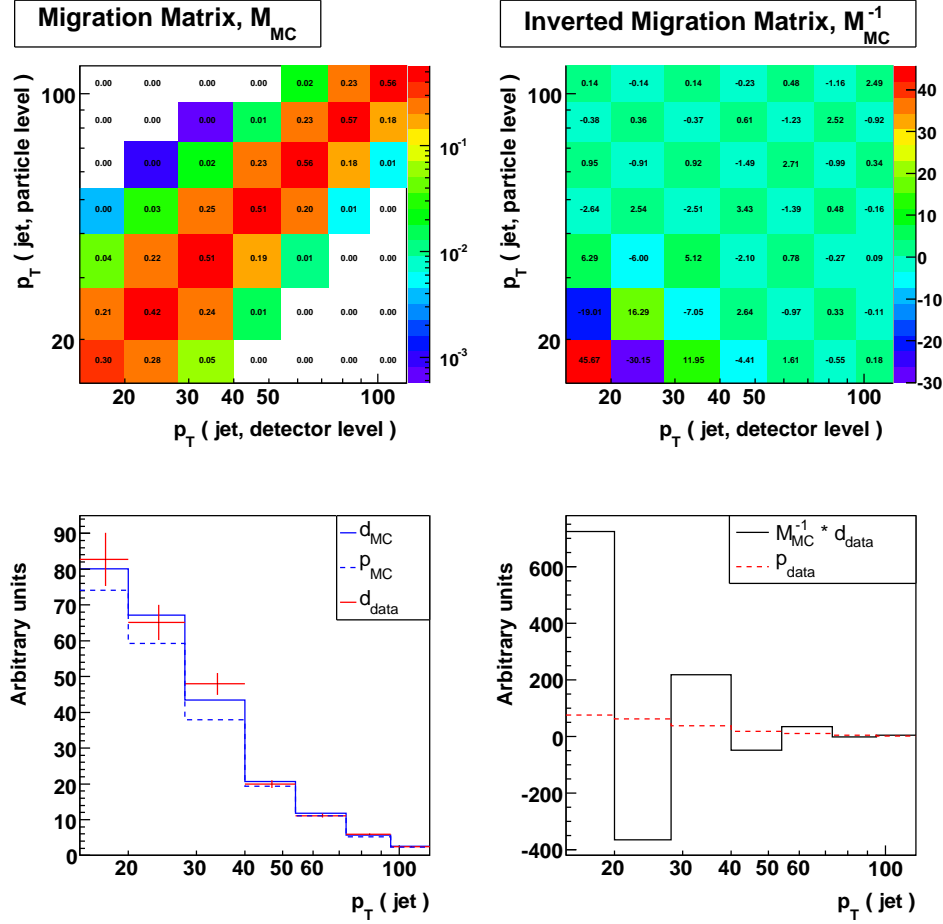 Migration Matrix, M_MC
p_T ( jet, particle level )
100
20
0.00 0.00 0.00 0.00 0.02 0.23 0.56
0.00 0.00 0.00 0.01 0.23 0.57 0.18
0.00 0.00 0.02 0.23 0.56 0.18 0.01
0.00 0.03 0.25 0.51 0.20 0.01 0.00
0.04 0.22 0.51 0.19 0.01 0.00 0.00
0.21 0.42 0.24 0.01 0.00 0.00 0.00
0.30 0.28 0.05 0.00 0.00 0.00 0.00
10^-1
10^-2
10^-3
20 30 40 50 100
p_T ( jet, detector level )
Inverted Migration Matrix, M_MC^-1
p_T ( jet, particle level )
100
20
0.14 -0.14 0.14 -0.23 0.48 -1.16 2.49
-0.38 0.36 -0.37 0.61 -1.23 2.52 -0.92
0.95 -0.91 0.92 -1.49 2.71 -0.99 0.34
-2.64 2.54 -2.51 3.43 -1.39 0.48 -0.16
6.29 -6.00 5.12 -2.10 0.78 -0.27 0.09
-19.01 16.29 -7.05 2.64 -0.97 0.33 -0.11
45.67 -30.15 11.95 -4.41 1.61 -0.55 0.18
40
30
20
10
0
-10
-20
-30
20 30 40 50 100
p_T ( jet, detector level )
Arbitrary units
90
80
70
60
50
40
30
20
10
0
d_MC
p_MC
d_data
20 30 40 50 60 100
p_T ( jet )
Arbitrary units
600
400
200
0
-200
-400
M_MC^-1 * d_data
p_data
20 30 40 50 60 100
p_T ( jet )